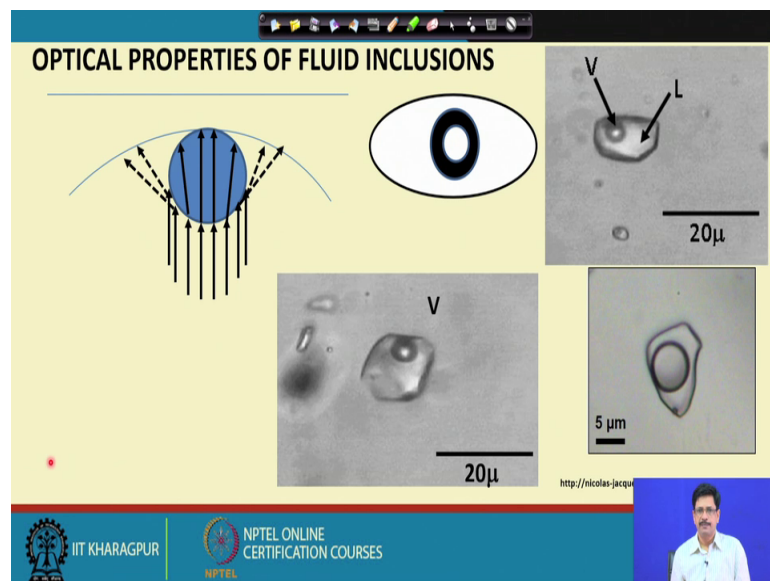 OPTICAL PROPERTIES OF FLUID INCLUSIONS
V
L
20μ
V
20μ
5 μm
http://nicolas-jacque
IIT KHARAGPUR
NPTEL
NPTEL ONLINE
CERTIFICATION COURSES